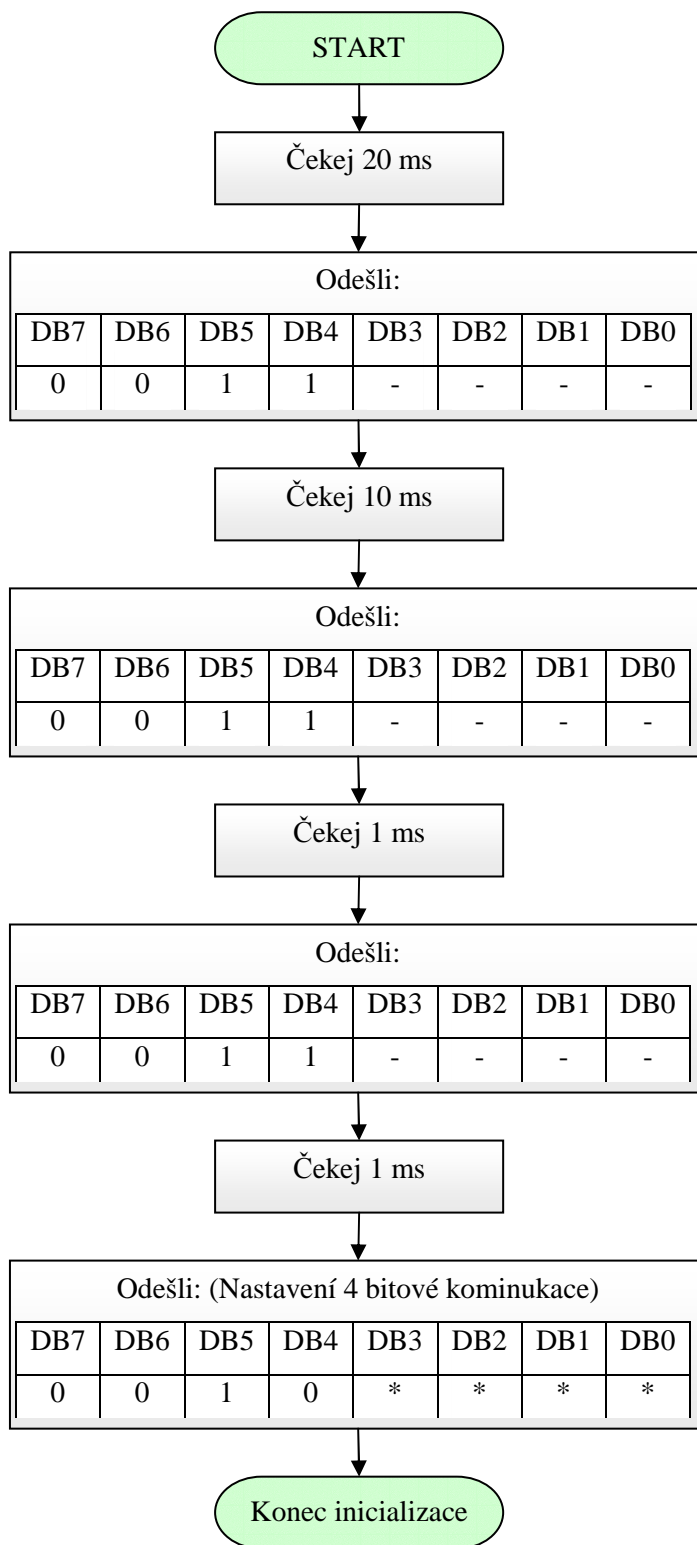 START
Čekej 20 ms
Odešli:
DB7 DB6 DB5 DB4 DB3 DB2 DB1 DB0
0 0 1 1 - - - -
Čekej 10 ms
Odešli:
DB7 DB6 DB5 DB4 DB3 DB2 DB1 DB0
0 0 1 1 - - - -
Čekej 1 ms
Odešli:
DB7 DB6 DB5 DB4 DB3 DB2 DB1 DB0
0 0 1 1 - - - -
Čekej 1 ms
Odešli: (Nastavení 4 bitové kominukace)
DB7 DB6 DB5 DB4 DB3 DB2 DB1 DB0
0 0 1 0 * * * *
Konec inicializace